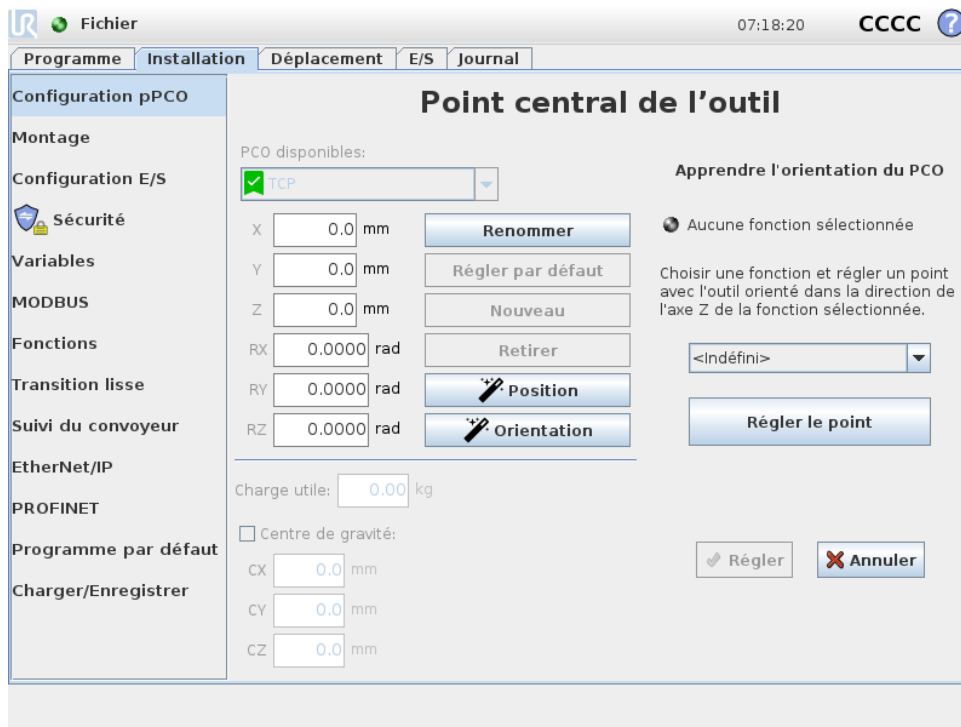 UR Fichier 07:18:20 CCCC ?
Programme Installation Déplacement E/S Journal
Configuration pPCO
Montage
Configuration E/S
Sécurité
Variables
MODBUS
Fonctions
Transition lisse
Suivi du convoyeur
EtherNet/IP
PROFINET
Programme par défaut
Charger/Enregistrer
Point central de l'outil
PCO disponibles:
TCP
X 0.0 mm Renommer
Y 0.0 mm Régler par défaut
Z 0.0 mm Nouveau
RX 0.0000 rad Retirer
RY 0.0000 rad Position
RZ 0.0000 rad Orientation
Charge utile: 0.00 kg
Centre de gravité:
CX 0.0 mm
CY 0.0 mm
CZ 0.0 mm
Apprendre l'orientation du PCO
Aucune fonction sélectionnée
Choisir une fonction et régler un point
avec l'outil orienté dans la direction de
l'axe Z de la fonction sélectionnée.
<Indéfini>
Régler le point
Régler Annuler